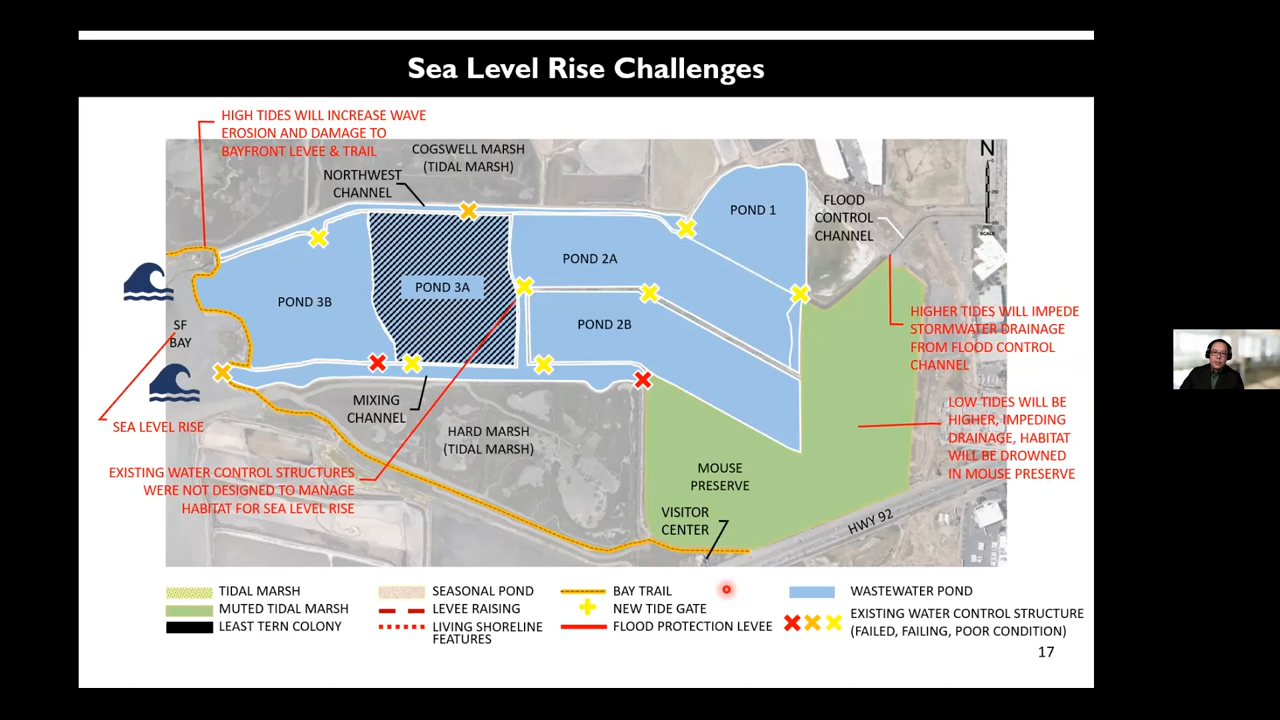 Sea Level Rise Challenges
HIGH TIDES WILL INCREASE WAVE
EROSION AND DAMAGE TO
BAYFRONT LEVEE & TRAIL
COGSWELL MARSH
(TIDAL MARSH)
NORTHWEST
CHANNEL
N
POND 1
FLOOD
CONTROL
CHANNEL
SCALE
POND 2A
POND 3A
POND 3B
POND 2B
SF
BAY
HIGHER TIDES WILL IMPEDE
STORMWATER DRAINAGE
FROM FLOOD CONTROL
CHANNEL
MIXING
CHANNEL
SEA LEVEL RISE
HARD MARSH
(TIDAL MARSH)
LOW TIDES WILL BE
HIGHER, IMPEDING
DRAINAGE, HABITAT
WILL BE DROWNED
IN MOUSE PRESERVE
EXISTING WATER CONTROL STRUCTURES
WERE NOT DESIGNED TO MANAGE
HABITAT FOR SEA LEVEL RISE
MOUSE
PRESERVE
VISITOR
CENTER
HWY 92
TIDAL MARSH
MUTED TIDAL MARSH
LEAST TERN COLONY
SEASONAL POND
LEVEE RAISING
LIVING SHORELINE
FEATURES
BAY TRAIL
NEW TIDE GATE
FLOOD PROTECTION LEVEE
WASTEWATER POND
EXISTING WATER CONTROL STRUCTURE
(FAILED, FAILING, POOR CONDITION)
17